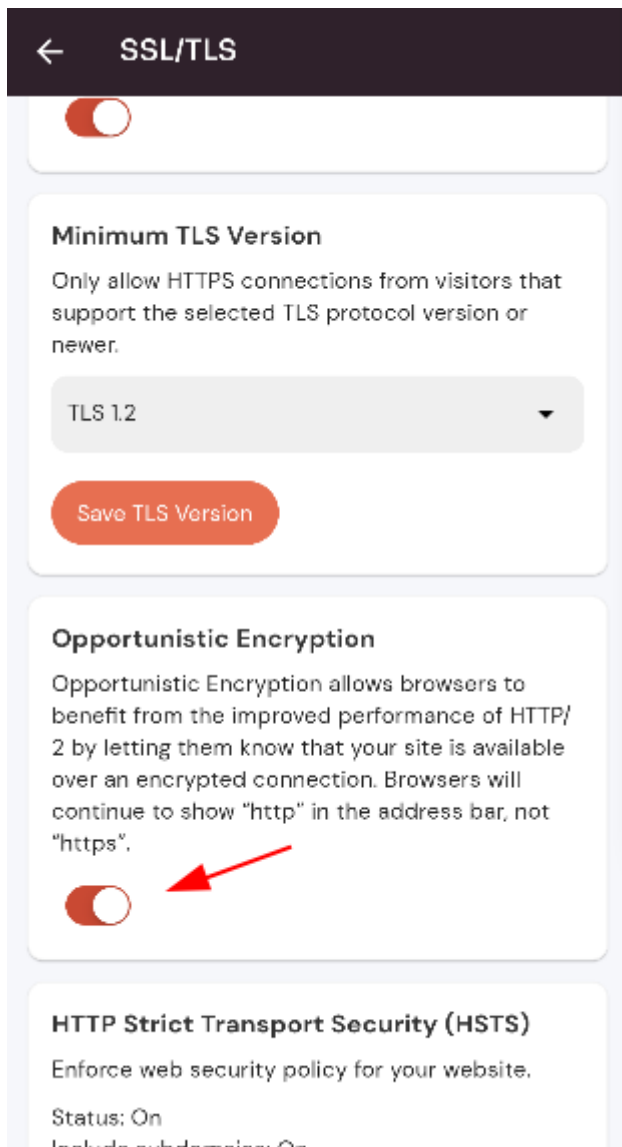 SSL/TLS
Minimum TLS Version
Only allow HTTPS connections from visitors that
support the selected TLS protocol version or
newer.
TLS 1.2
Save TLS Version
Opportunistic Encryption
Opportunistic Encryption allows browsers to
benefit from the improved performance of HTTP/
2 by letting them know that your site is available
over an encrypted connection. Browsers will
continue to show “http” in the address bar, not
“https”.
HTTP Strict Transport Security (HSTS)
Enforce web security policy for your website.
Status: On
Include subdomains: On